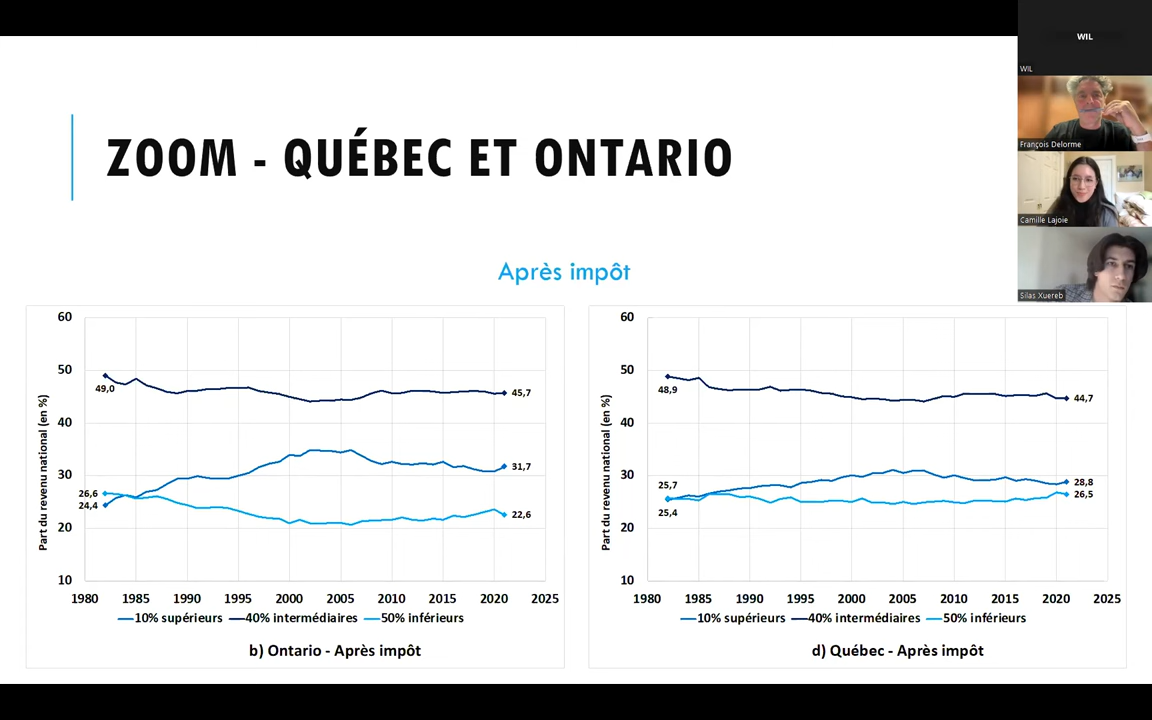 WIL
WIL
François Delorme
Camille Lajoie
Silas Xuereb
ZOOM - QUÉBEC ET ONTARIO
Après impôt
Part du revenu national (en %)
60
50
40
30
20
10
49,0
45,7
31,7
26,6
24,4
22,6
1980 1985 1990 1995 2000 2005 2010 2015 2020 2025
10% supérieurs 40% intermédiaires 50% inférieurs
b) Ontario - Après impôt
Part du revenu national (en %)
60
50
40
30
20
10
48,9
44,7
25,7
28,8
26,5
25,4
1980 1985 1990 1995 2000 2005 2010 2015 2020 2025
10% supérieurs 40% intermédiaires 50% inférieurs
d) Québec - Après impôt